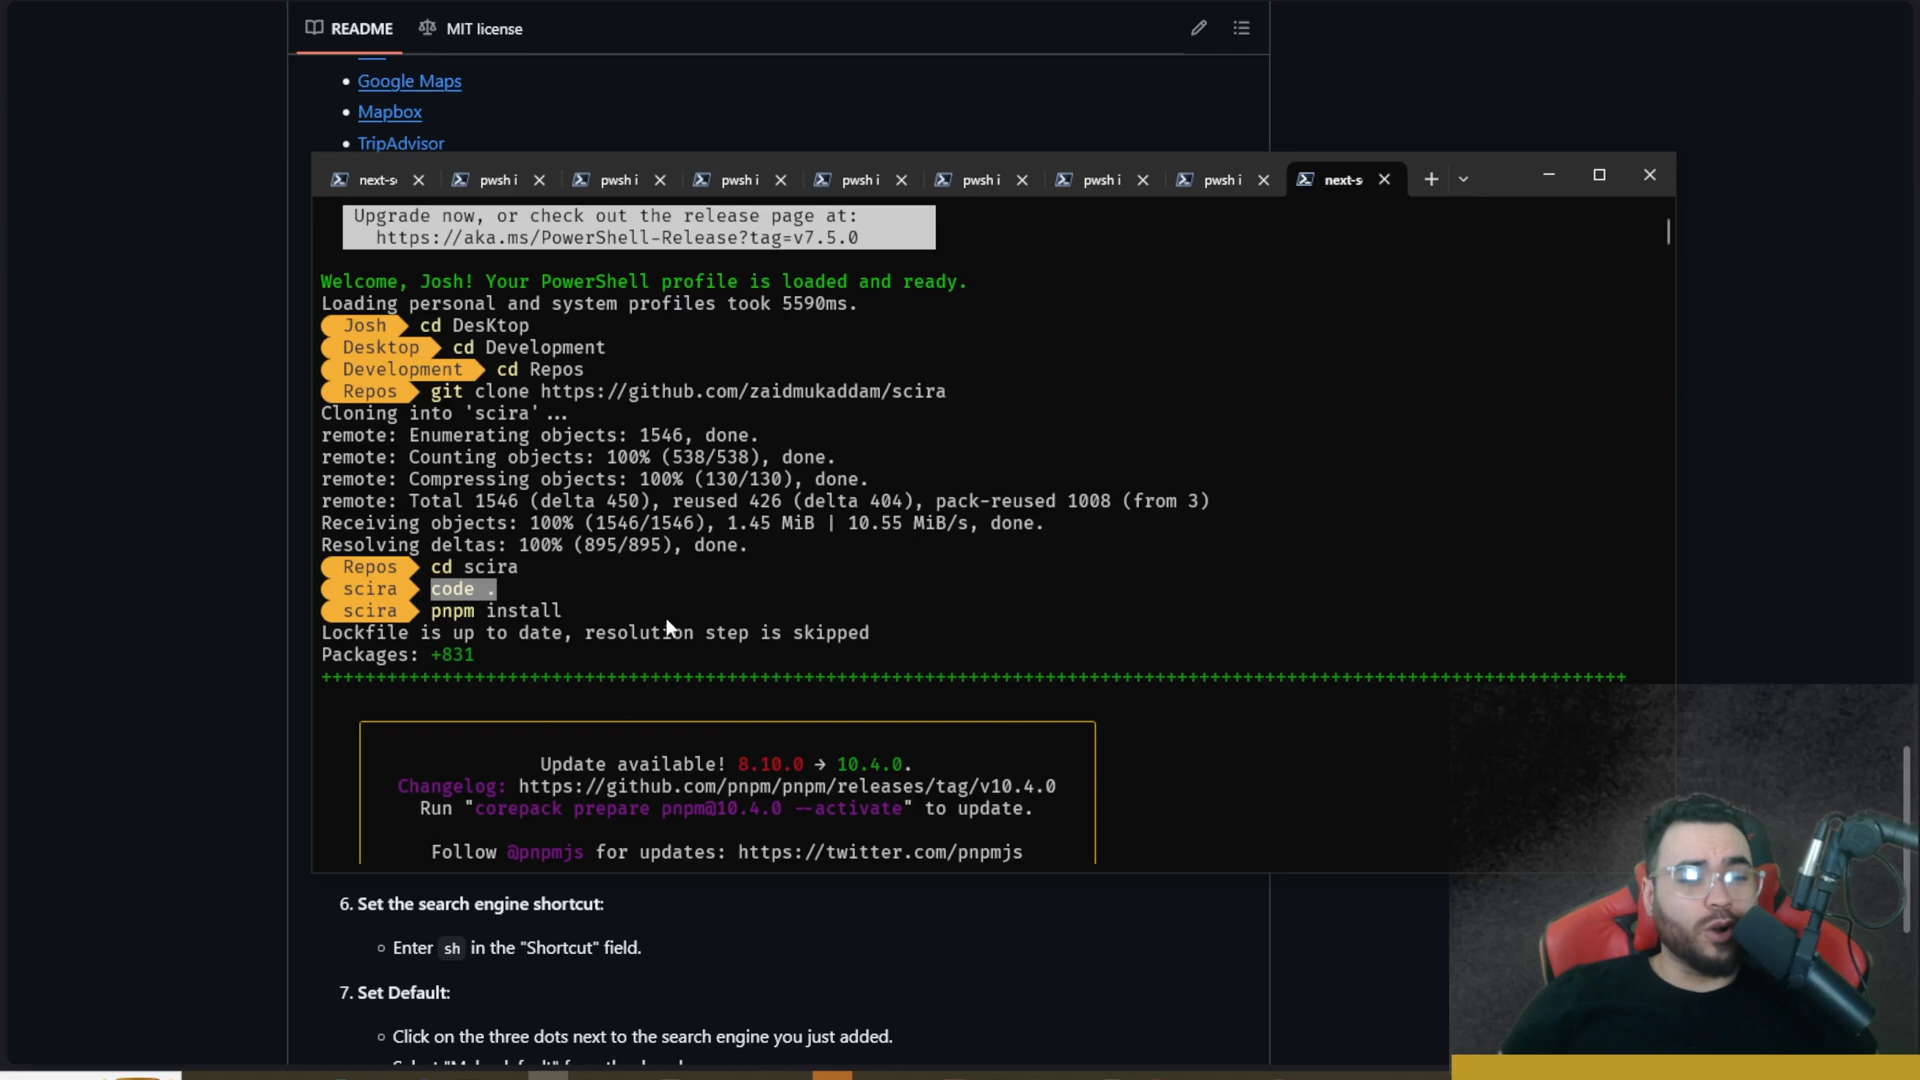 README
MIT license
Google Maps
Mapbox
TripAdvisor
next-s
pwsh i
pwsh i
pwsh i
pwsh i
pwsh i
pwsh i
pwsh i
next-s
Upgrade now, or check out the release page at:
https://aka.ms/PowerShell-Release?tag=v7.5.0
Welcome, Josh! Your PowerShell profile is loaded and ready.
Loading personal and system profiles took 5590ms.
Josh cd DesKtop
Desktop cd Development
Development cd Repos
Repos git clone https://github.com/zaidmukaddam/scira
Cloning into 'scira'...
remote: Enumerating objects: 1546, done.
remote: Counting objects: 100% (538/538), done.
remote: Compressing objects: 100% (130/130), done.
remote: Total 1546 (delta 450), reused 426 (delta 404), pack-reused 1008 (from 3)
Receiving objects: 100% (1546/1546), 1.45 MiB | 10.55 MiB/s, done.
Resolving deltas: 100% (895/895), done.
Repos cd scira
scira code .
scira pnpm install
Lockfile is up to date, resolution step is skipped
Packages: +831
+++++++++++++++++++++++++++++++++++++++++++++++++++++++++++++++++++++++++++++++++++++++++++++++++++++++++++++++++++++++
Update available! 8.10.0 → 10.4.0.
Changelog: https://github.com/pnpm/pnpm/releases/tag/v10.4.0
Run "corepack prepare pnpm@10.4.0 --activate" to update.
Follow @pnpmjs for updates: https://twitter.com/pnpmjs
6. Set the search engine shortcut:
Enter sh in the "Shortcut" field.
7. Set Default:
Click on the three dots next to the search engine you just added.